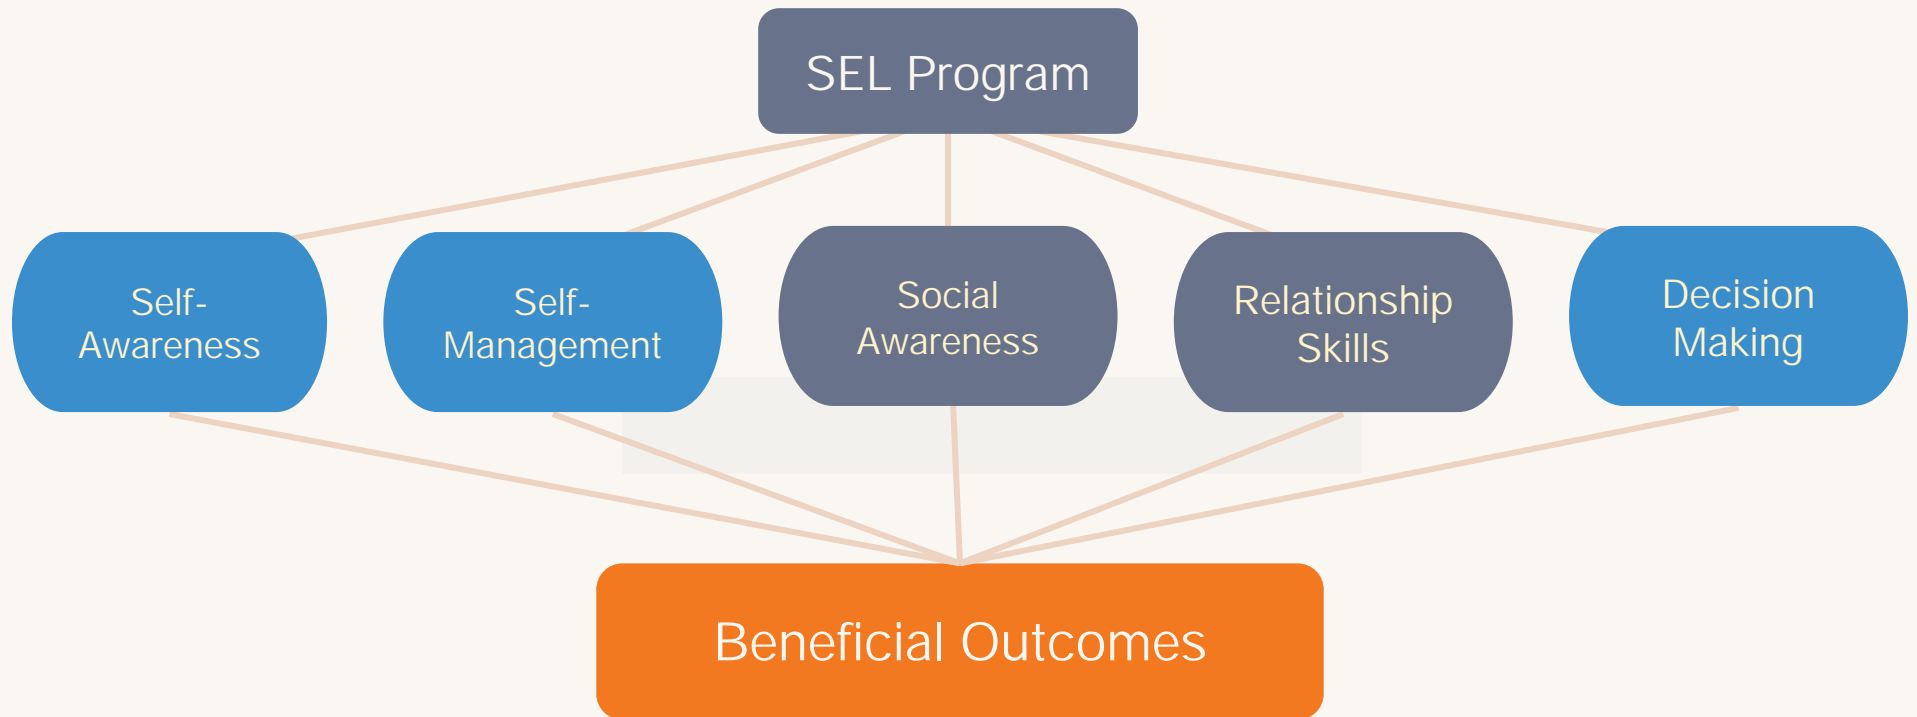 SEL Program
Self-
Awareness
Self-
Management
Social
Awareness
Relationship
Skills
Decision
Making
Beneficial Outcomes